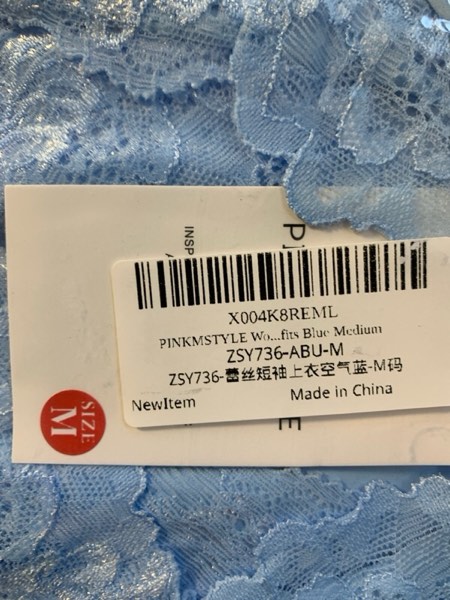 INSP
P
X004K8REML
PINKMSTYLE Wo...fits Blue Medium
ZSY736-ABU-M
ZSY736-蕾丝短袖上衣空气蓝-M码
NewItem
Made in China
E
SIZE
M